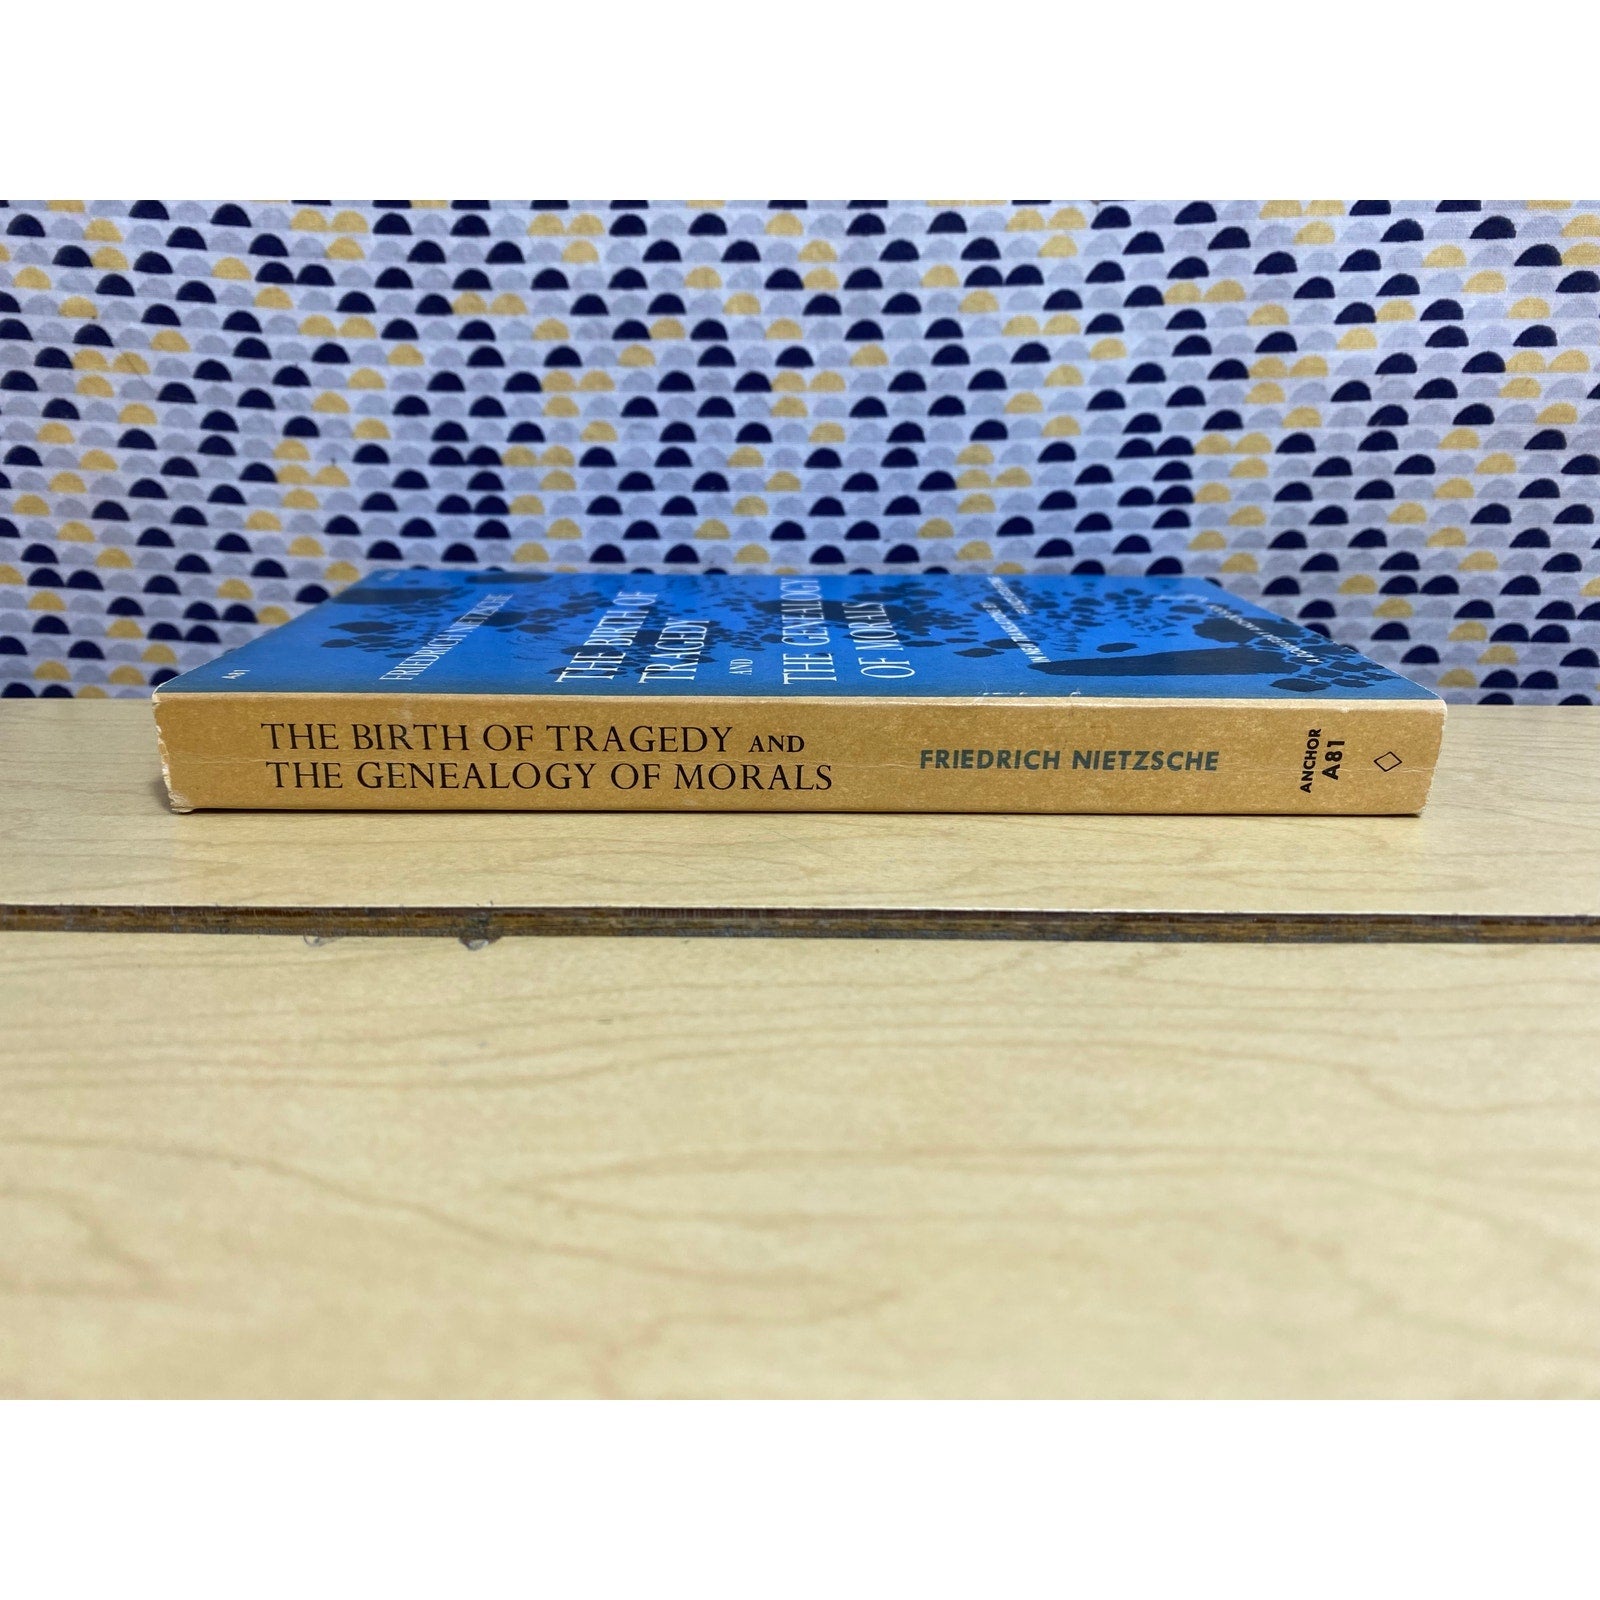 A81
FRIEDRICH NIETZSCHE
THE BIRTH OF
TRAGEDY
AND
THE GENEALOGY
OF MORALS
THE BIRTH OF TRAGEDY AND
THE GENEALOGY OF MORALS
FRIEDRICH NIETZSCHE
ANCHOR
A81